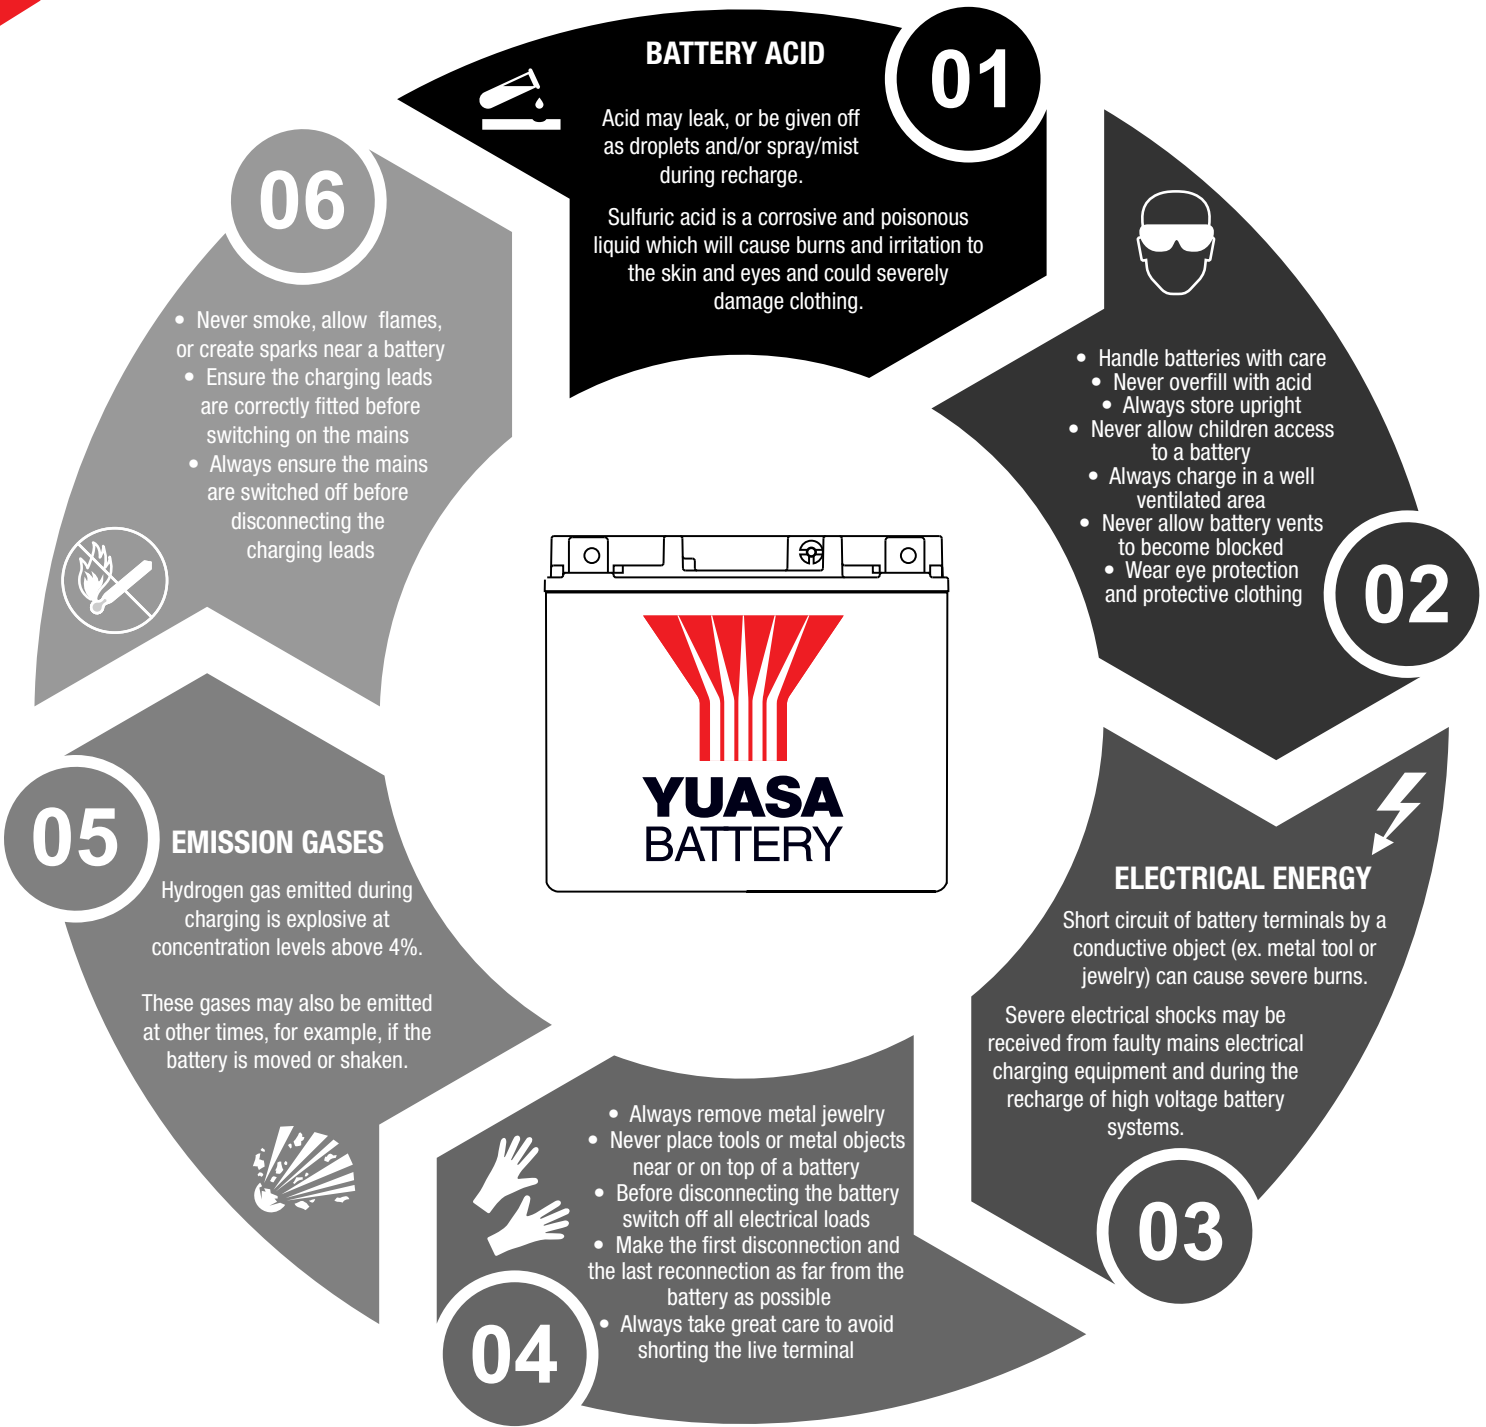 01
BATTERY ACID
Acid may leak, or be given off
as droplets and/or spray/mist
during recharge.
Sulfuric acid is a corrosive and poisonous
liquid which will cause burns and irritation to
the skin and eyes and could severely
damage clothing.
02
• Handle batteries with care
• Never overfill with acid
• Always store upright
• Never allow children access
to a battery
• Always charge in a well
ventilated area
• Never allow battery vents
to become blocked
• Wear eye protection
and protective clothing
03
ELECTRICAL ENERGY
Short circuit of battery terminals by a
conductive object (ex. metal tool or
jewelry) can cause severe burns.
Severe electrical shocks may be
received from faulty mains electrical
charging equipment and during the
recharge of high voltage battery
systems.
04
• Always remove metal jewelry
• Never place tools or metal objects
near or on top of a battery
• Before disconnecting the battery
switch off all electrical loads
• Make the first disconnection and
the last reconnection as far from the
battery as possible
• Always take great care to avoid
shorting the live terminal
05
EMISSION GASES
Hydrogen gas emitted during
charging is explosive at
concentration levels above 4%.
These gases may also be emitted
at other times, for example, if the
battery is moved or shaken.
06
• Never smoke, allow flames,
or create sparks near a battery
• Ensure the charging leads
are correctly fitted before
switching on the mains
• Always ensure the mains
are switched off before
disconnecting the
charging leads
YUASA
BATTERY